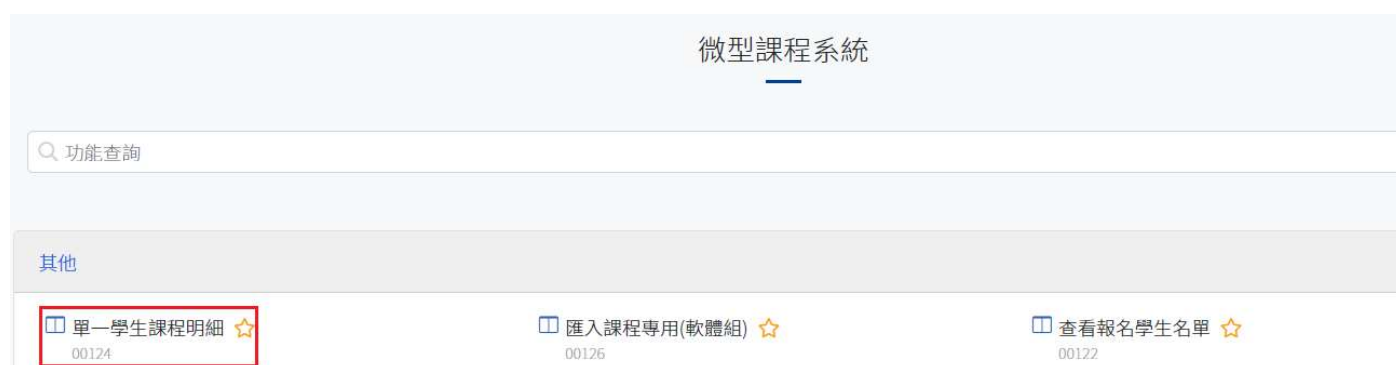 微型課程系統
功能查詢
其他
單一學生課程明細
00124
匯入課程專用(軟體組)
00126
查看報名學生名單
00122